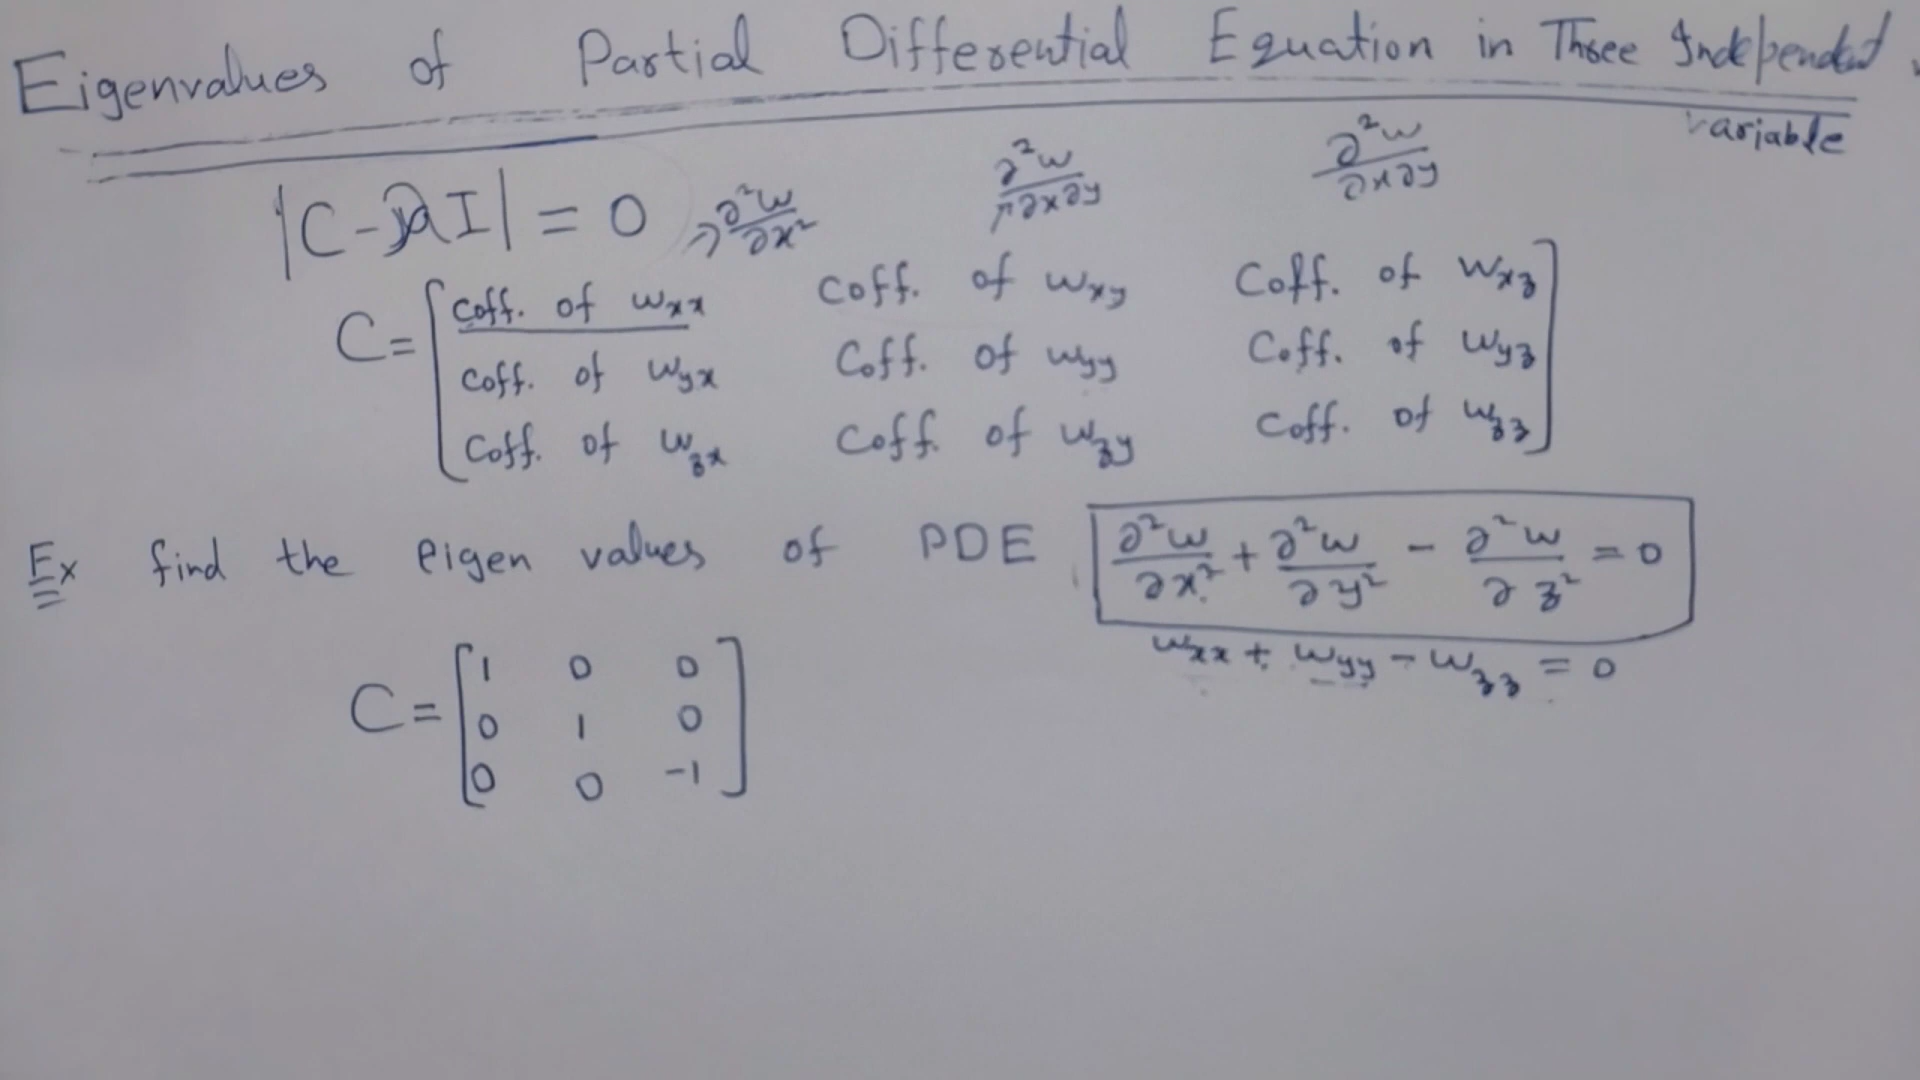 Eigenvalues of Partial Differential Equation in Three Independent
variable
|C-λI| = 0 → ∂²w/∂x² ∂²w/∂x∂y ∂²w/∂x∂y
C = [ Coff. of wxx Coff. of wxy Coff. of wxz
Coff. of wyx Coff. of wyy Coff. of wyz
Coff. of wzx Coff. of wzy Coff. of wzz ]
Ex find the eigen values of PDE ∂²w/∂x² + ∂²w/∂y² - ∂²w/∂z² = 0
wxx + wyy - wzz = 0
C = [ 1 0 0
0 1 0
0 0 -1 ]